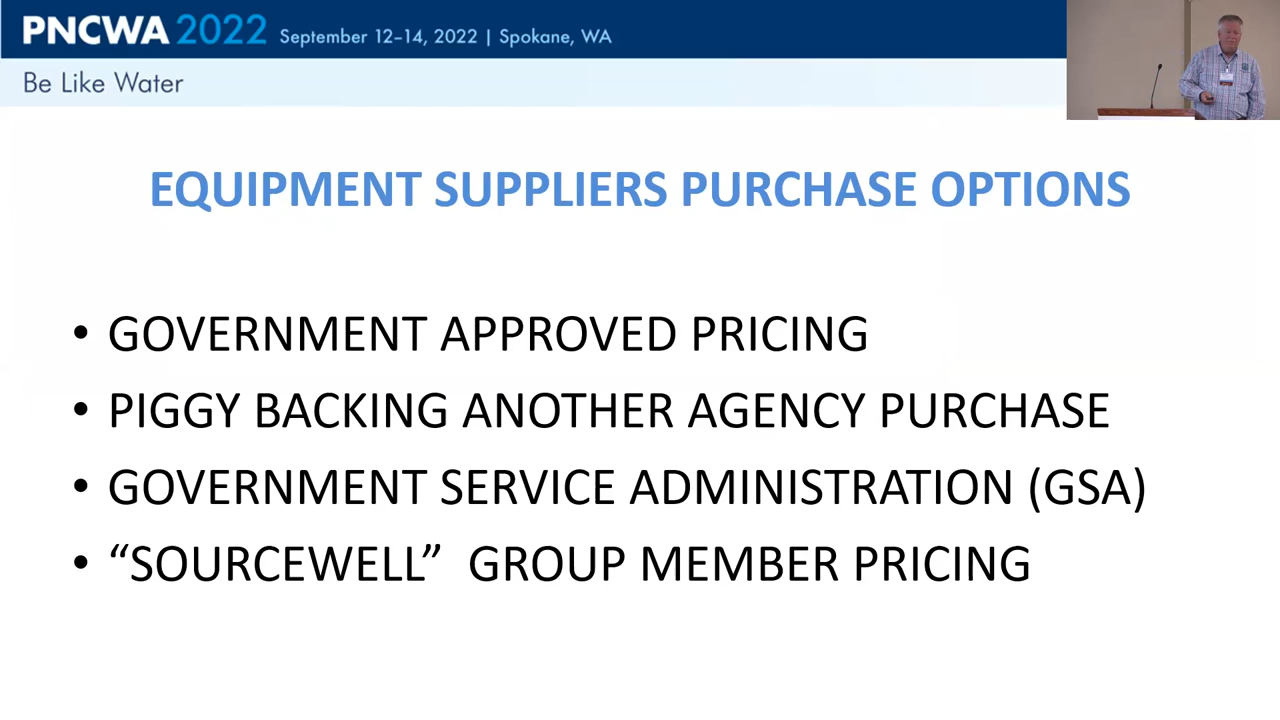 PNCWA 2022 September 12–14, 2022 | Spokane, WA
Be Like Water
EQUIPMENT SUPPLIERS PURCHASE OPTIONS
• GOVERNMENT APPROVED PRICING
• PIGGY BACKING ANOTHER AGENCY PURCHASE
• GOVERNMENT SERVICE ADMINISTRATION (GSA)
• “SOURCEWELL” GROUP MEMBER PRICING